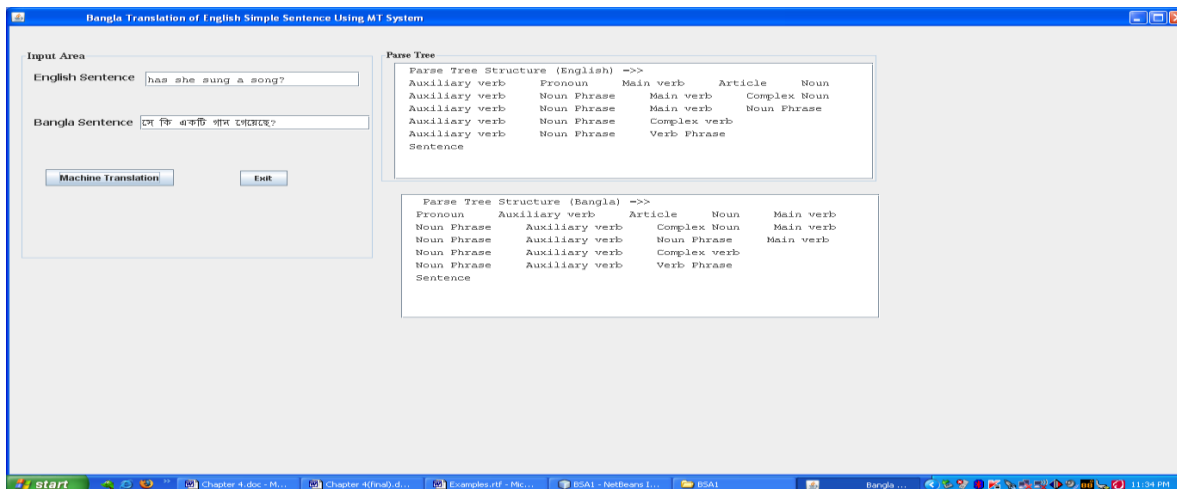 Bangla Translation of English Simple Sentence Using MT System
Input Area
English Sentence has she sung a song?
Bangla Sentence সে কি একটি গান গেয়েছে?
Machine Translation Exit
Parse Tree
Parse Tree Structure (English) =>>
Auxiliary verb Pronoun Main verb Article Noun
Auxiliary verb Noun Phrase Main verb Complex Noun
Auxiliary verb Noun Phrase Main verb Noun Phrase
Auxiliary verb Noun Phrase Complex verb
Auxiliary verb Noun Phrase Verb Phrase
Sentence
Parse Tree Structure (Bangla) =>>
Pronoun Auxiliary verb Article Noun Main verb
Noun Phrase Auxiliary verb Complex Noun Main verb
Noun Phrase Auxiliary verb Noun Phrase Main verb
Noun Phrase Auxiliary verb Complex verb
Noun Phrase Auxiliary verb Verb Phrase
Sentence
start Chapter 4.doc - M... Chapter 4(final).d... Examples.rtf - Mic... BSA1 - NetBeans I... BSA1 Bangla ... 11:34 PM